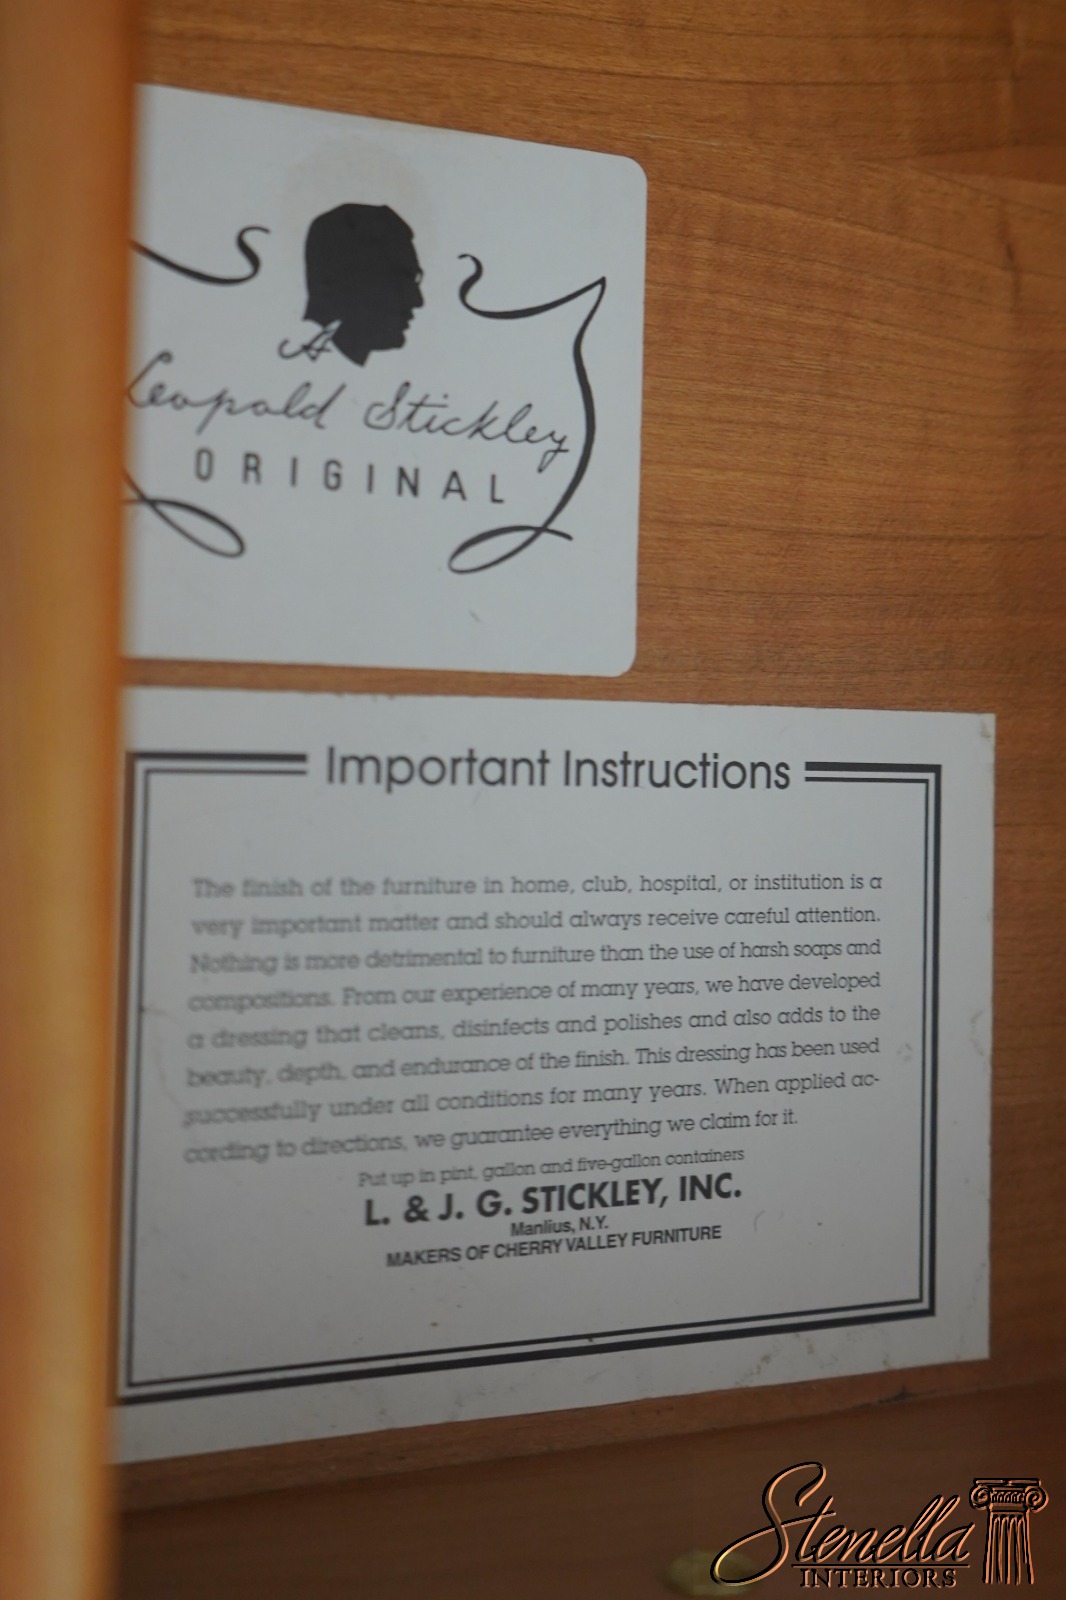 A
Leopold Stickley
ORIGINAL
Important Instructions
The finish of the furniture in home, club, hospital, or institution is a
very important matter and should always receive careful attention.
Nothing is more detrimental to furniture than the use of harsh soaps and
compositions. From our experience of many years, we have developed
a dressing that cleans, disinfects and polishes and also adds to the
beauty, depth, and endurance of the finish. This dressing has been used
successfully under all conditions for many years. When applied ac-
cording to directions, we guarantee everything we claim for it.
Put up in pint, gallon and five-gallon containers
L. & J. G. STICKLEY, INC.
Manlius, N.Y.
MAKERS OF CHERRY VALLEY FURNITURE
Stenella
INTERIORS